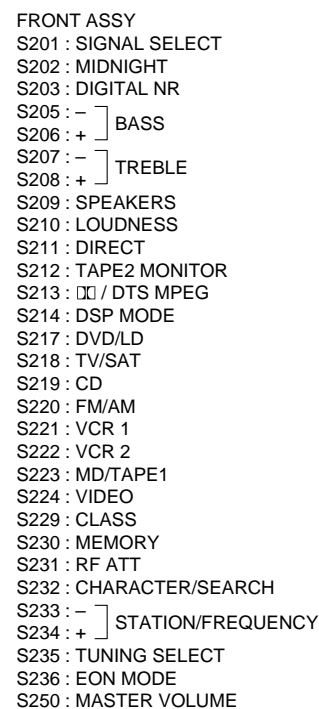 FRONT ASSY
S201 : SIGNAL SELECT
S202 : MIDNIGHT
S203 : DIGITAL NR
S205 : –
S206 : +
BASS
S207 : –
S208 : +
TREBLE
S209 : SPEAKERS
S210 : LOUDNESS
S211 : DIRECT
S212 : TAPE2 MONITOR
S213 : / DTS MPEG
S214 : DSP MODE
S217 : DVD/LD
S218 : TV/SAT
S219 : CD
S220 : FM/AM
S221 : VCR 1
S222 : VCR 2
S223 : MD/TAPE1
S224 : VIDEO
S229 : CLASS
S230 : MEMORY
S231 : RF ATT
S232 : CHARACTER/SEARCH
S233 : –
S234 : +
STATION/FREQUENCY
S235 : TUNING SELECT
S236 : EON MODE
S250 : MASTER VOLUME